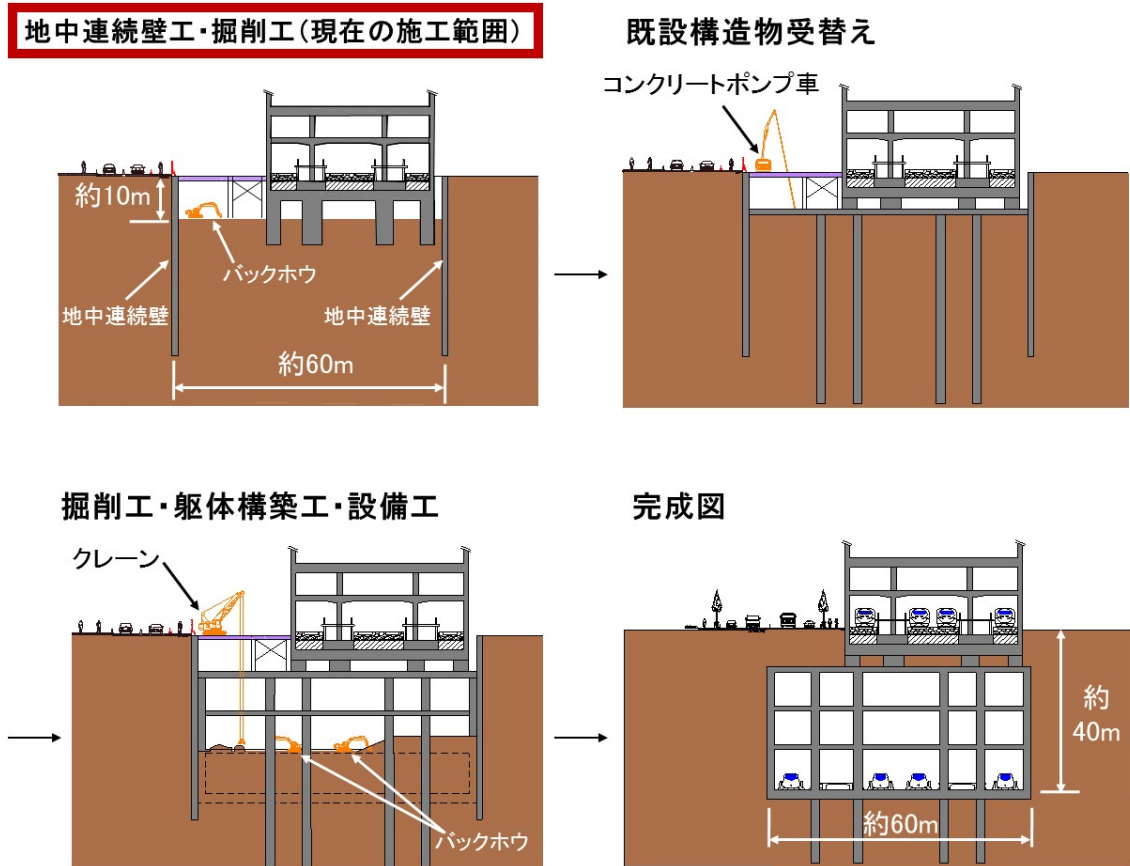 地中連続壁工・掘削工(現在の施工範囲)
約10m
バックホウ
地中連続壁
地中連続壁
約60m
既設構造物受替え
コンクリートポンプ車
掘削工・躯体構築工・設備工
クレーン
バックホウ
完成図
約
40m
約60m